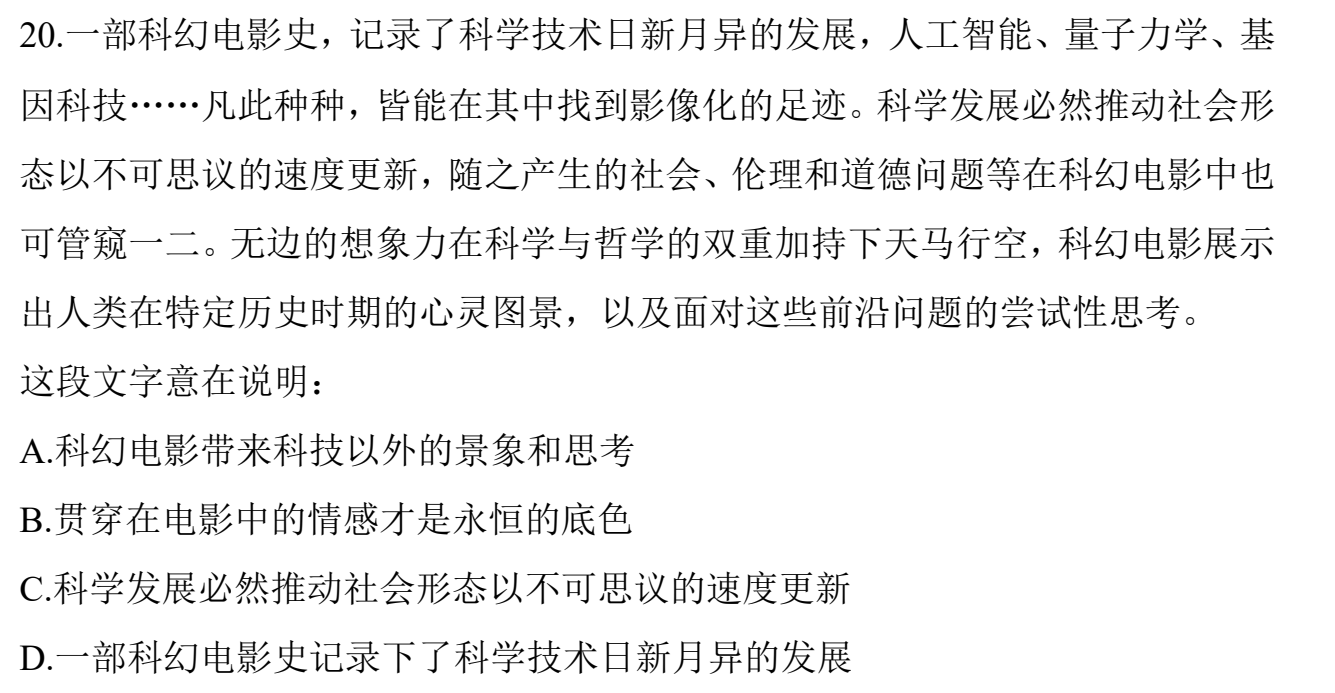 20.一部科幻电影史，记录了科学技术日新月异的发展，人工智能、量子力学、基
因科技……凡此种种，皆能在其中找到影像化的足迹。科学发展必然推动社会形
态以不可思议的速度更新，随之产生的社会、伦理和道德问题等在科幻电影中也
可管窥一二。无边的想象力在科学与哲学的双重加持下天马行空，科幻电影展示
出人类在特定历史时期的心灵图景，以及面对这些前沿问题的尝试性思考。
这段文字意在说明：
A.科幻电影带来科技以外的景象和思考
B.贯穿在电影中的情感才是永恒的底色
C.科学发展必然推动社会形态以不可思议的速度更新
D.一部科幻电影史记录下了科学技术日新月异的发展